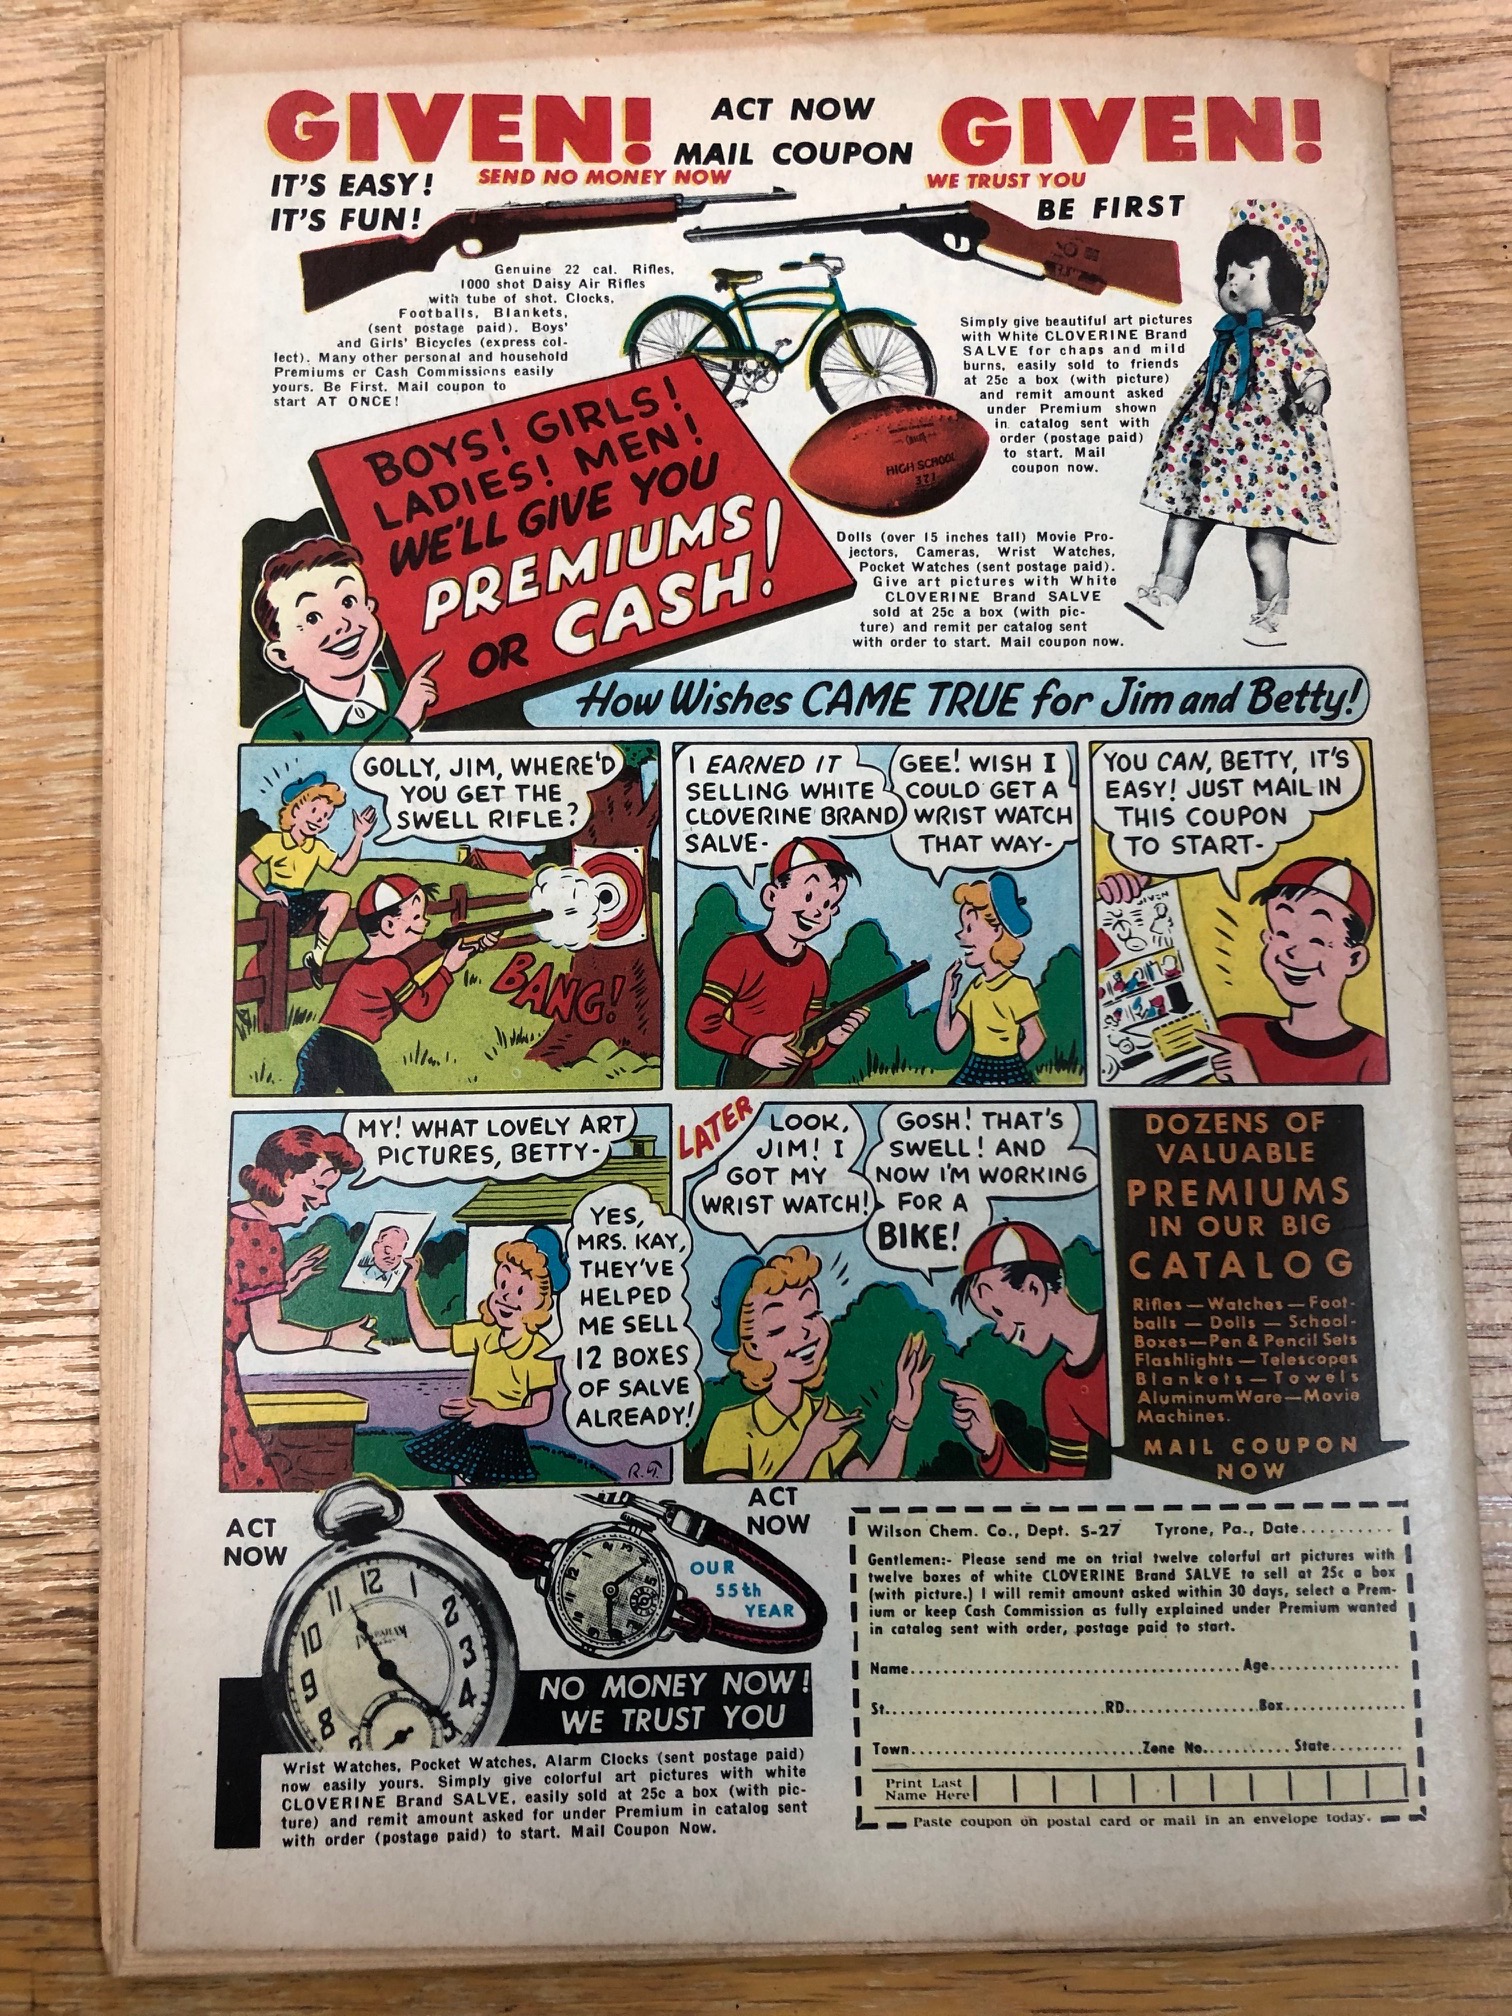 GIVEN! ACT NOW GIVEN!
MAIL COUPON
IT'S EASY! SEND NO MONEY NOW WE TRUST YOU
IT'S FUN! BE FIRST
Genuine 22 cal. Rifles,
1000 shot Daisy Air Rifles
with tube of shot. Clocks,
Footballs, Blankets,
(sent postage paid). Boys'
and Girls' Bicycles (express col-
lect). Many other personal and household
Premiums or Cash Commissions easily
yours. Be First. Mail coupon to
start AT ONCE!
Simply give beautiful art pictures
with White CLOVERINE Brand
SALVE for chaps and mild
burns, easily sold to friends
at 25c a box (with picture)
and remit amount asked
under Premium shown
in catalog sent with
order (postage paid)
to start. Mail
coupon now.
HIGH SCHOOL
321
BOYS! GIRLS!
LADIES! MEN!
WE'LL GIVE YOU
PREMIUMS
OR CASH!
Dolls (over 15 inches tall) Movie Pro-
jectors, Cameras, Wrist Watches,
Pocket Watches (sent postage paid).
Give art pictures with White
CLOVERINE Brand SALVE
sold at 25c a box (with pic-
ture) and remit per catalog sent
with order to start. Mail coupon now.
How Wishes CAME TRUE for Jim and Betty!
GOLLY, JIM, WHERE'D
YOU GET THE
SWELL RIFLE?
BANG!
I EARNED IT
SELLING WHITE
CLOVERINE BRAND
SALVE-
GEE! WISH I
COULD GET A
WRIST WATCH
THAT WAY-
YOU CAN, BETTY, IT'S
EASY! JUST MAIL IN
THIS COUPON
TO START-
GIVEN
MY! WHAT LOVELY ART
PICTURES, BETTY-
YES,
MRS. KAY,
THEY'VE
HELPED
ME SELL
12 BOXES
OF SALVE
ALREADY!
R.G.
LATER
LOOK,
JIM! I
GOT MY
WRIST WATCH!
GOSH! THAT'S
SWELL! AND
NOW I'M WORKING
FOR A
BIKE!
DOZENS OF
VALUABLE
PREMIUMS
IN OUR BIG
CATALOG
Rifles — Watches — Foot-
balls — Dolls — School-
Boxes—Pen & Pencil Sets
Flashlights — Telescopes
Blankets — Towels
Aluminum Ware—Movie
Machines.
MAIL COUPON
NOW
ACT
NOW
12 1 2 3 4 5 8 9 10 11
INGRAHAM
ACT
NOW
OUR
55th
YEAR
NO MONEY NOW!
WE TRUST YOU
Wrist Watches, Pocket Watches, Alarm Clocks (sent postage paid)
now easily yours. Simply give colorful art pictures with white
CLOVERINE Brand SALVE, easily sold at 25c a box (with pic-
ture) and remit amount asked for under Premium in catalog sent
with order (postage paid) to start. Mail Coupon Now.
Wilson Chem. Co., Dept. S-27 Tyrone, Pa., Date..........
Gentlemen:- Please send me on trial twelve colorful art pictures with
twelve boxes of white CLOVERINE Brand SALVE to sell at 25c a box
(with picture.) I will remit amount asked within 30 days, select a Prem-
ium or keep Cash Commission as fully explained under Premium wanted
in catalog sent with order, postage paid to start.
Name........................................Age................
St...........................RD....................Box..............
Town............................Zone No...........State.........
Print Last
Name Here
Paste coupon on postal card or mail in an envelope today.